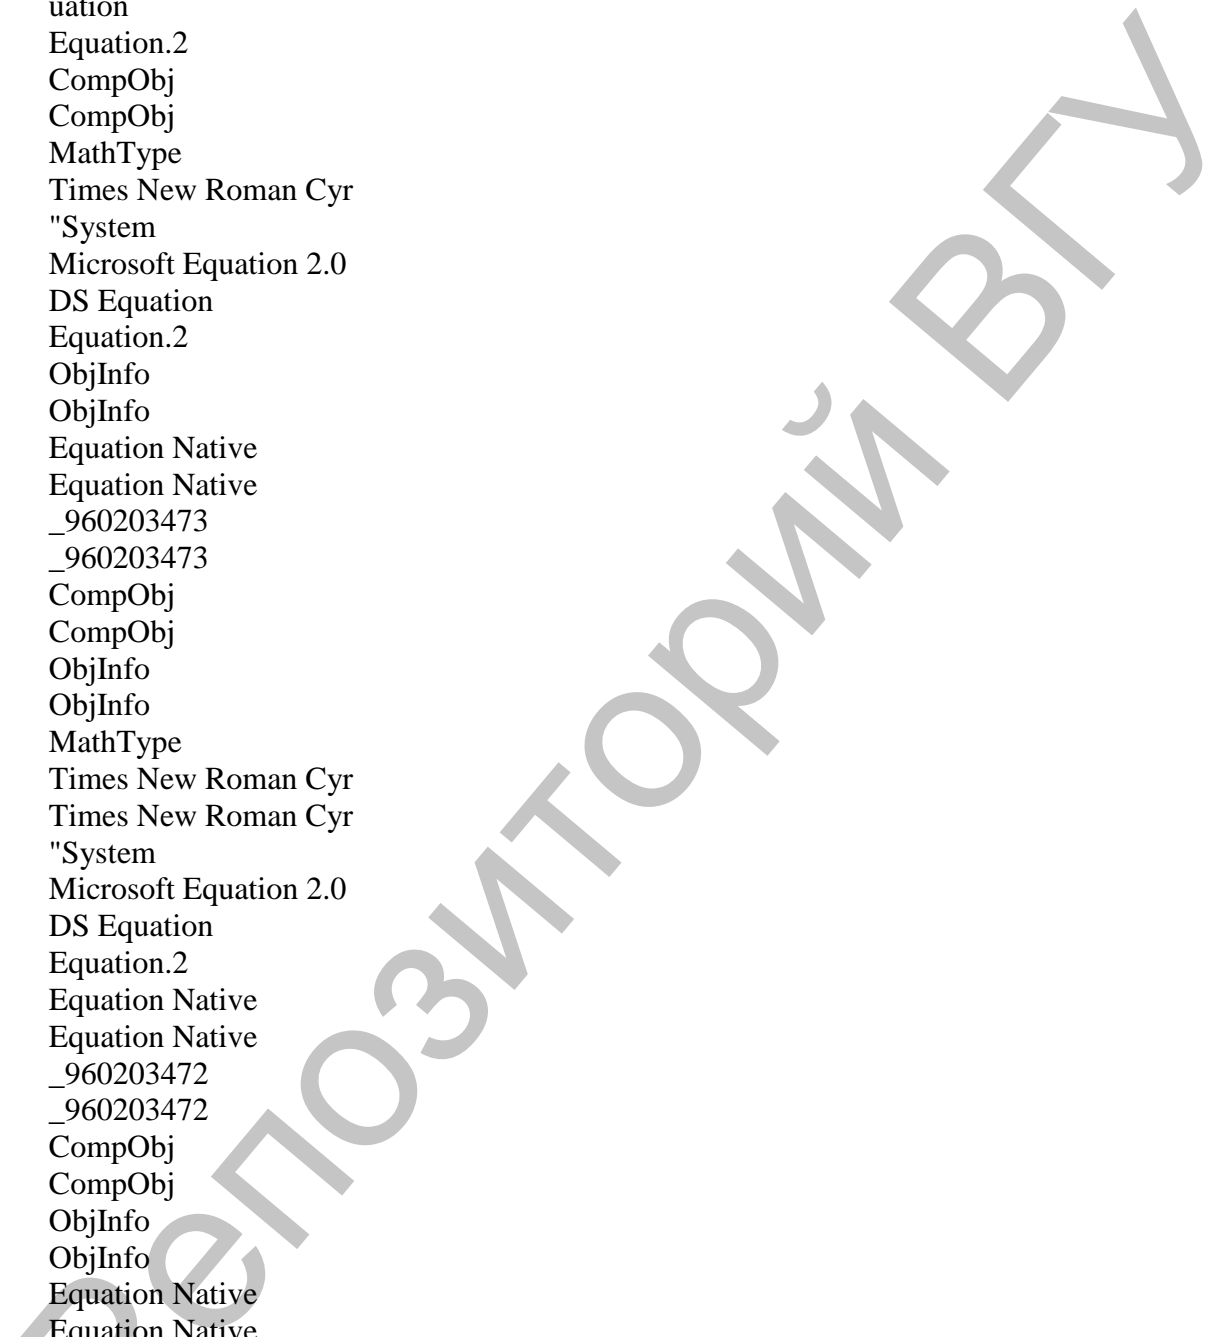 uation
Equation.2
CompObj
CompObj
MathType
Times New Roman Cyr
"System
Microsoft Equation 2.0
DS Equation
Equation.2
ObjInfo
ObjInfo
Equation Native
Equation Native
_960203473
_960203473
CompObj
CompObj
ObjInfo
ObjInfo
MathType
Times New Roman Cyr
Times New Roman Cyr
"System
Microsoft Equation 2.0
DS Equation
Equation.2
Equation Native
Equation Native
_960203472
_960203472
CompObj
CompObj
ObjInfo
ObjInfo
Equation Native
Equation Native
Репозиторий ВГУ